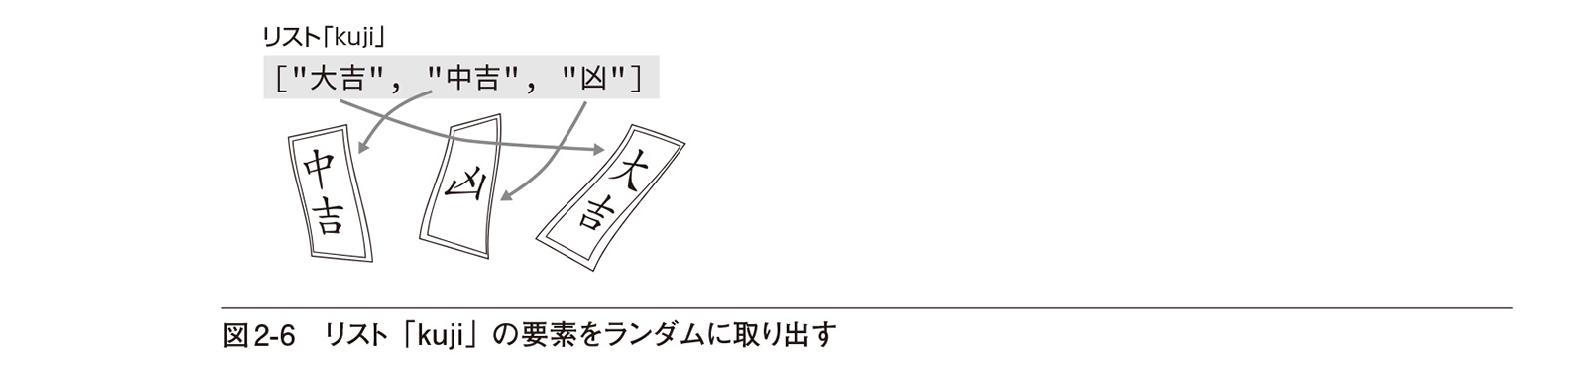 リスト「kuji」
["大吉", "中吉", "凶"]
中吉
凶
大吉
図2-6 リスト「kuji」の要素をランダムに取り出す